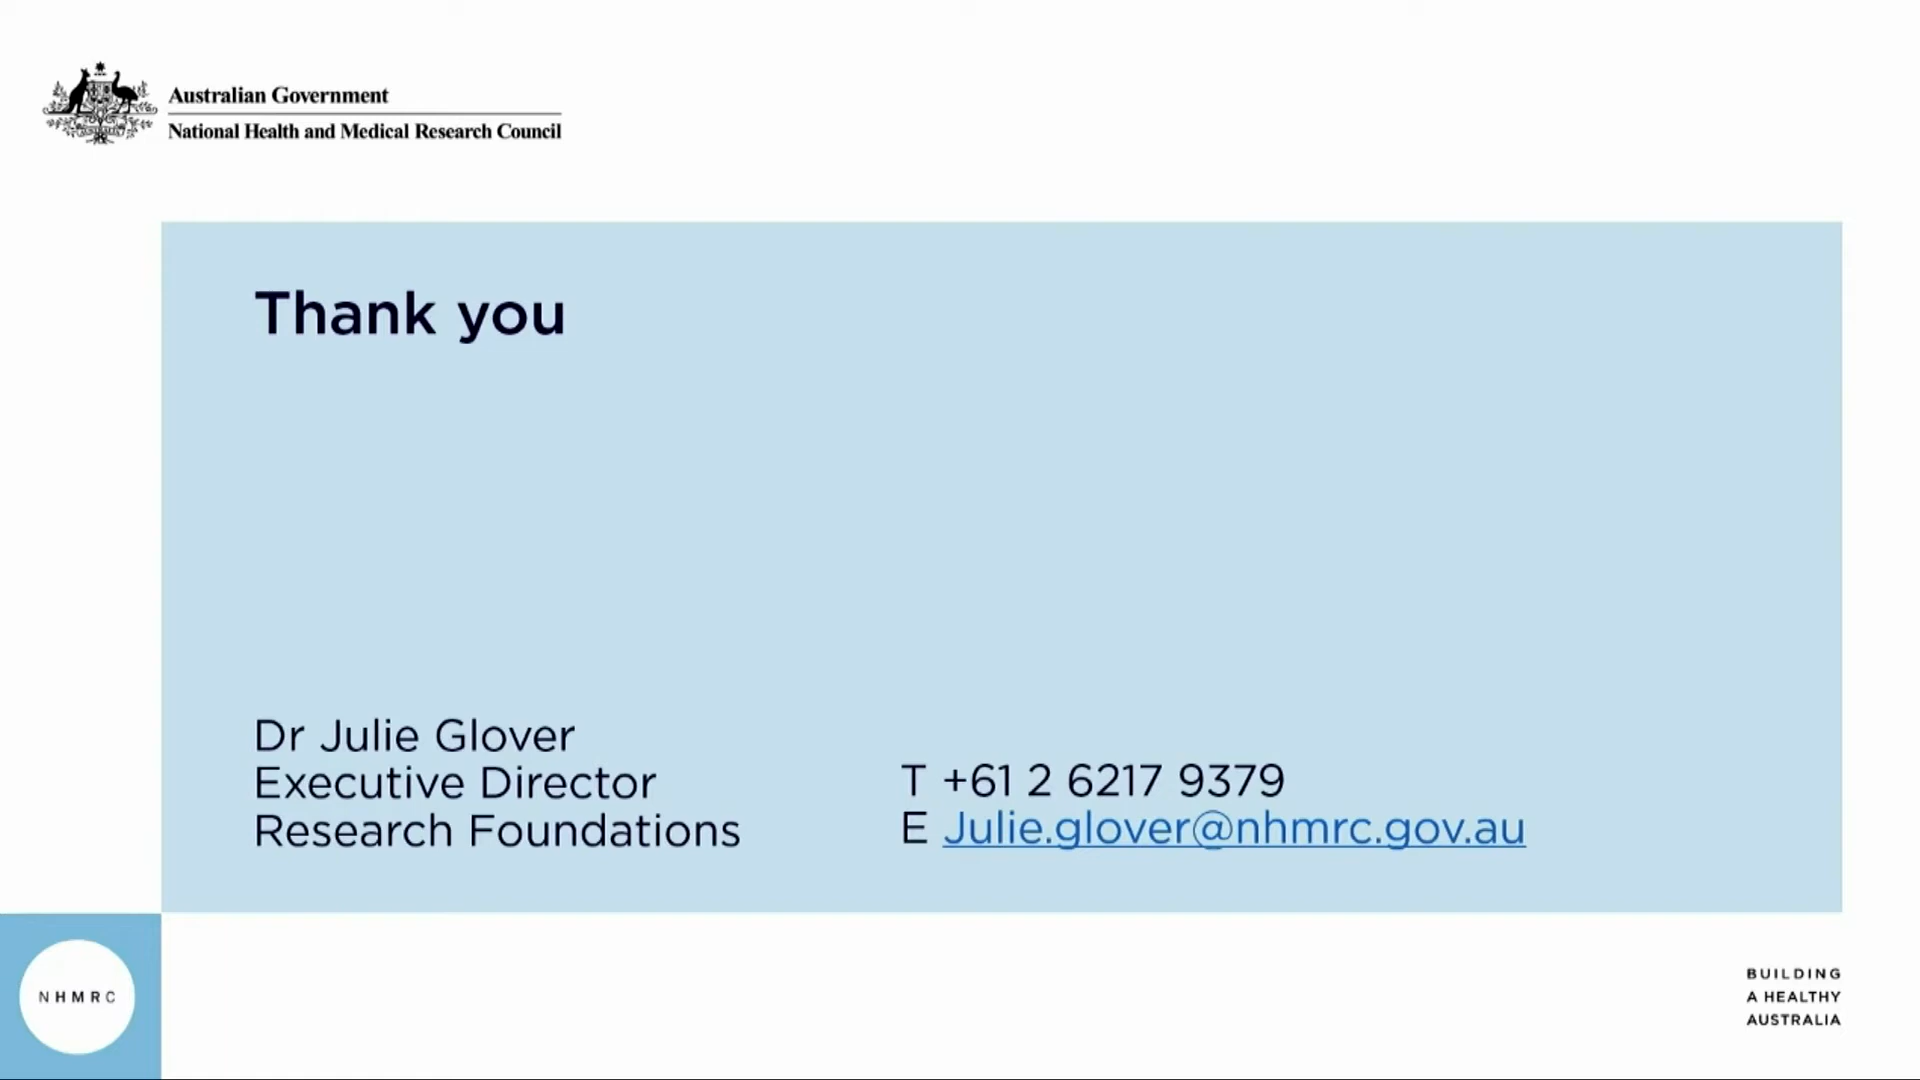 Australian Government
National Health and Medical Research Council
Thank you
Dr Julie Glover
Executive Director
Research Foundations
T +61 2 6217 9379
E Julie.glover@nhmrc.gov.au
NHMRC
BUILDING
A HEALTHY
AUSTRALIA